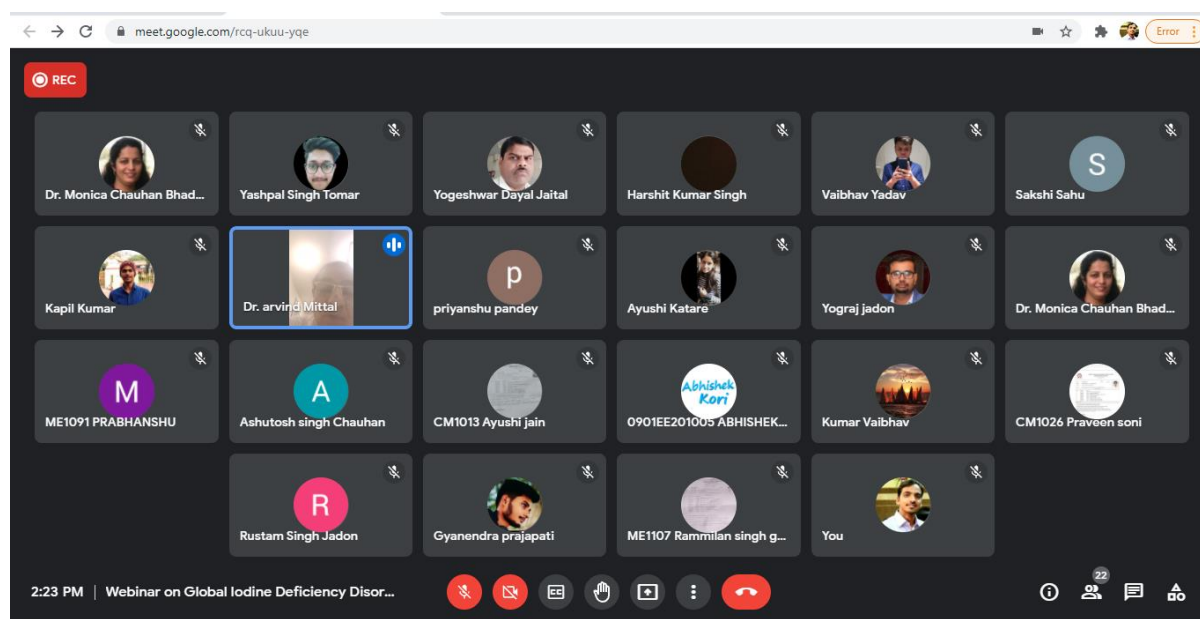 meet.google.com/rcq-ukuu-yqe
Error
REC
Dr. Monica Chauhan Bhad...
Yashpal Singh Tomar
Yogeshwar Dayal Jaital
Harshit Kumar Singh
Vaibhav Yadav
S
Sakshi Sahu
Kapil Kumar
Dr. arvind Mittal
p
priyanshu pandey
Ayushi Katare
Yograj jadon
Dr. Monica Chauhan Bhad...
M
ME1091 PRABHANSHU
A
Ashutosh singh Chauhan
CM1013 Ayushi jain
Abhishek
Kori
0901EE201005 ABHISHEK...
Kumar Vaibhav
CM1026 Praveen soni
R
Rustam Singh Jadon
Gyanendra prajapati
ME1107 Rammilan singh g...
You
2:23 PM | Webinar on Global Iodine Deficiency Disor...
CC
22